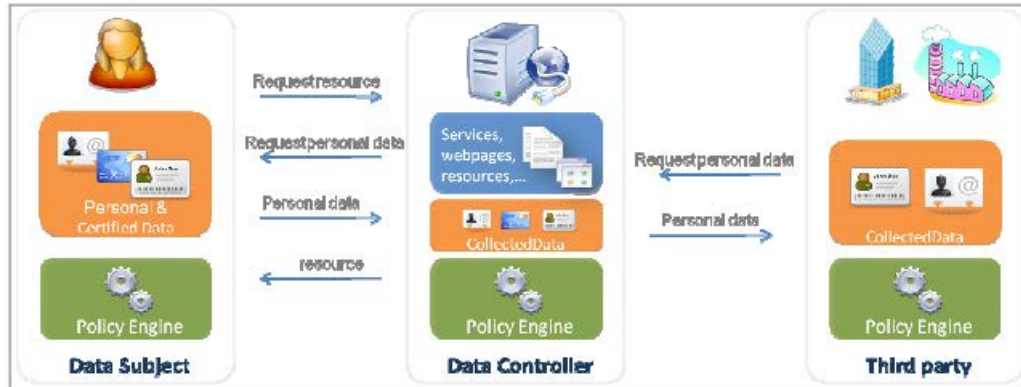 Request resource
Request personal data
Personal data
resource
Personal &
Certified Data
Policy Engine
Data Subject
Services,
webpages,
resources,...
CollectedData
Policy Engine
Data Controller
Request personal data
Personal data
CollectedData
Policy Engine
Third party